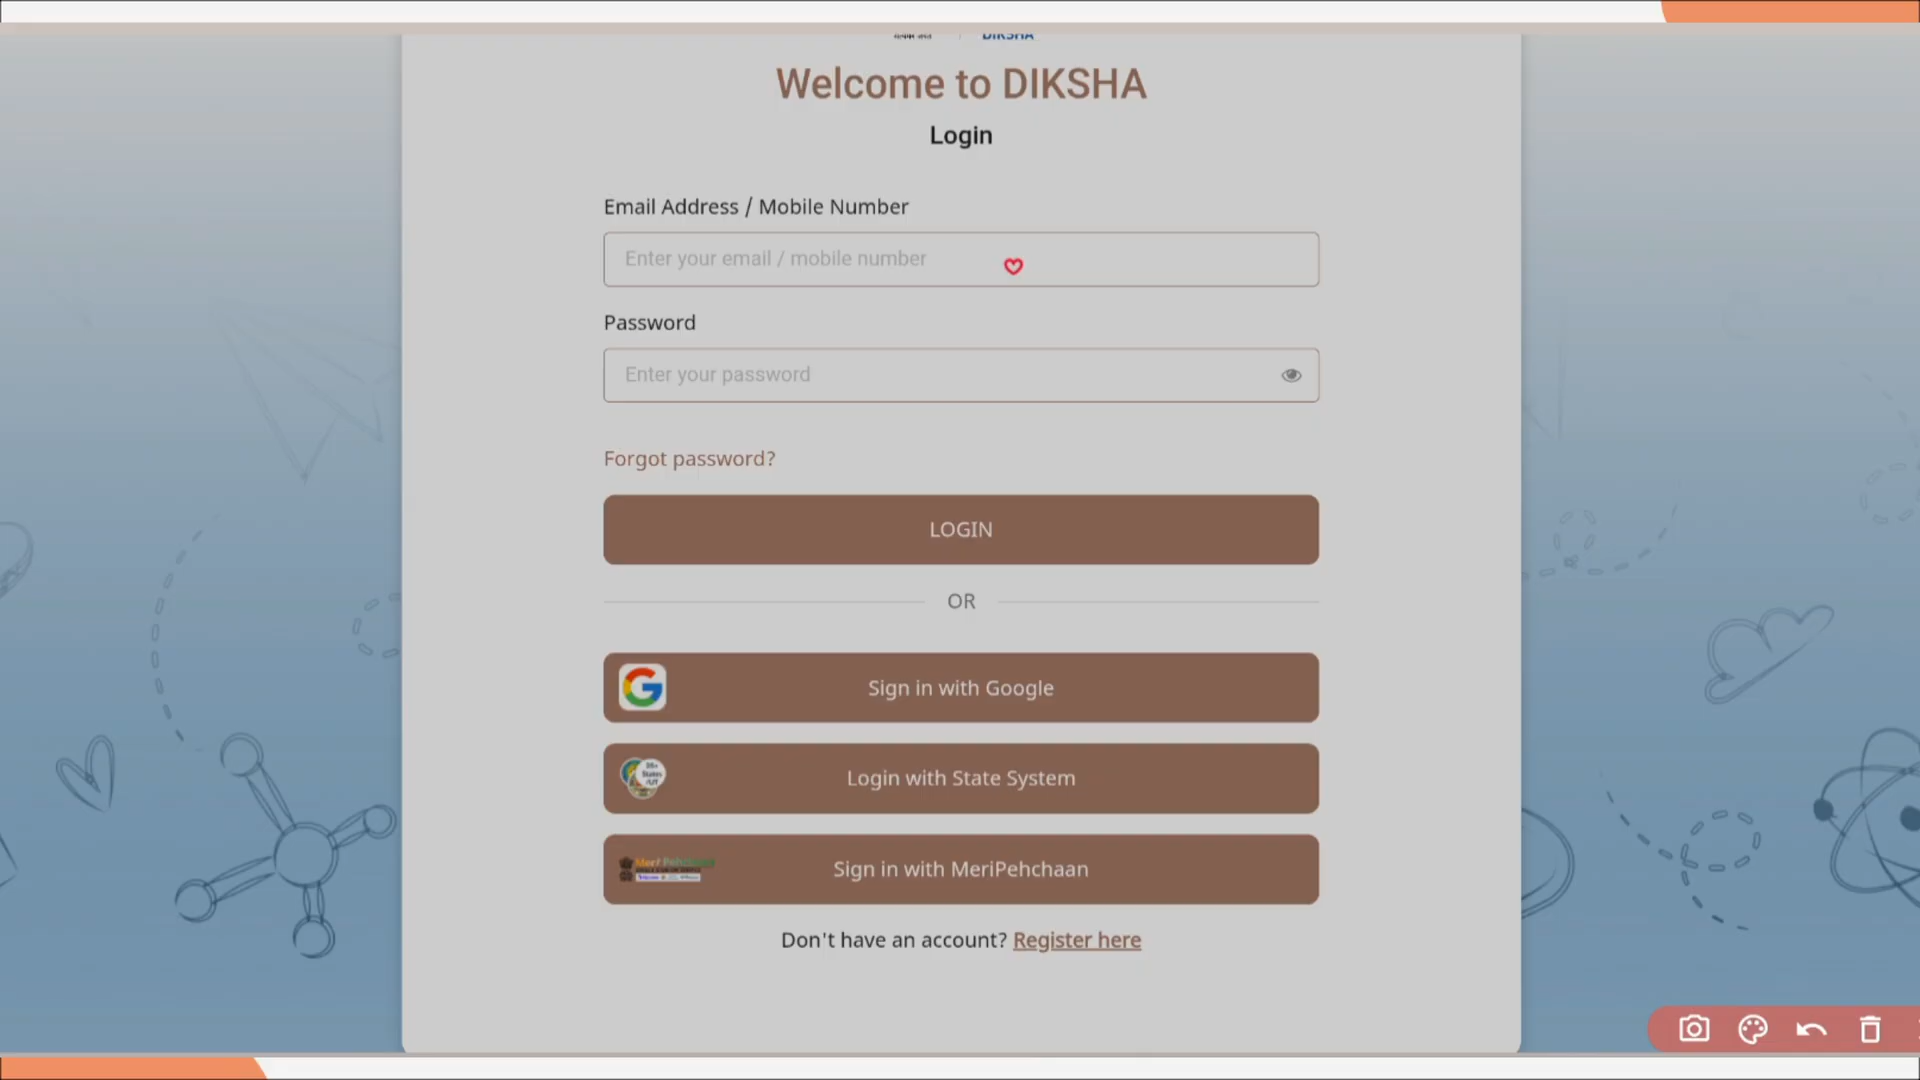 DIKSHA
Welcome to DIKSHA
Login
Email Address / Mobile Number
Enter your email / mobile number
Password
Enter your password
Forgot password?
LOGIN
OR
Sign in with Google
Login with State System
Sign in with MeriPehchaan
Don't have an account? Register here